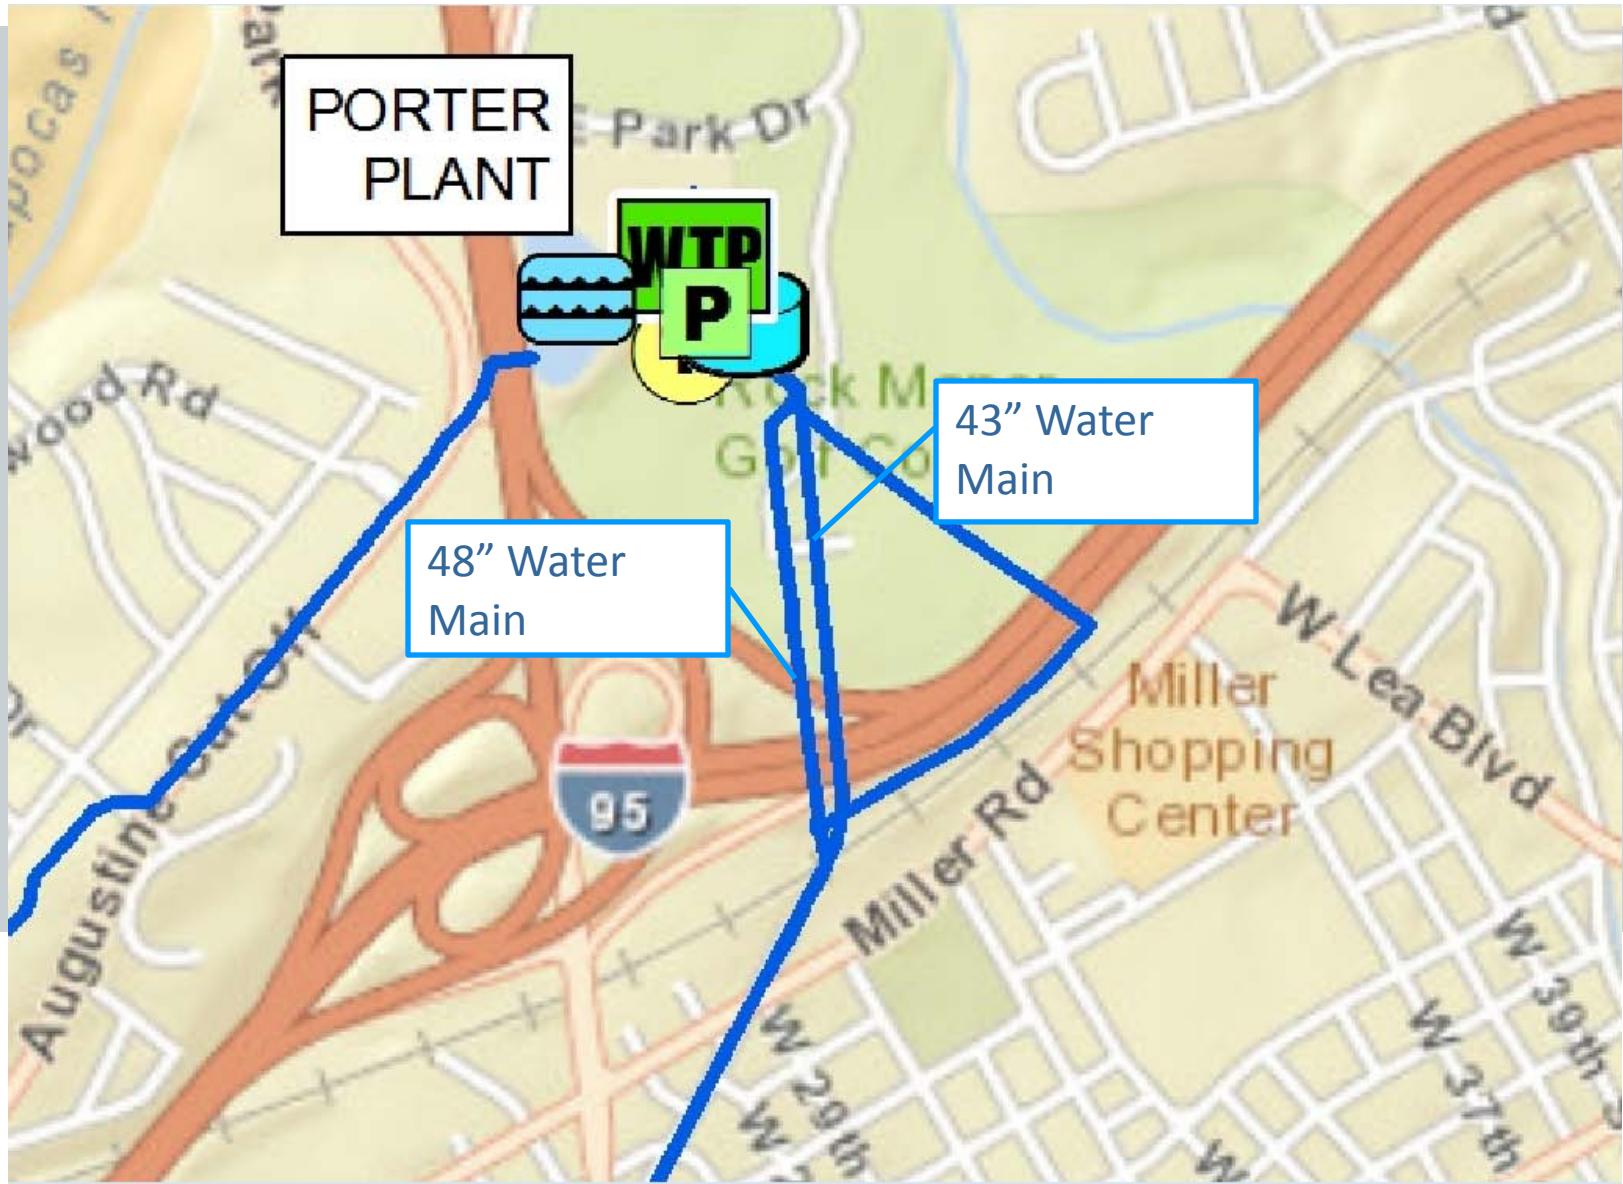 PORTER
PLANT
E Park Dr
WTP
P
43” Water
Main
48” Water
Main
wood Rd
Augustine Cut Off
95
Miller
Shopping
Center
Miller Rd
W Lea Blvd
W 29th
W 39th
W 37th
W
W